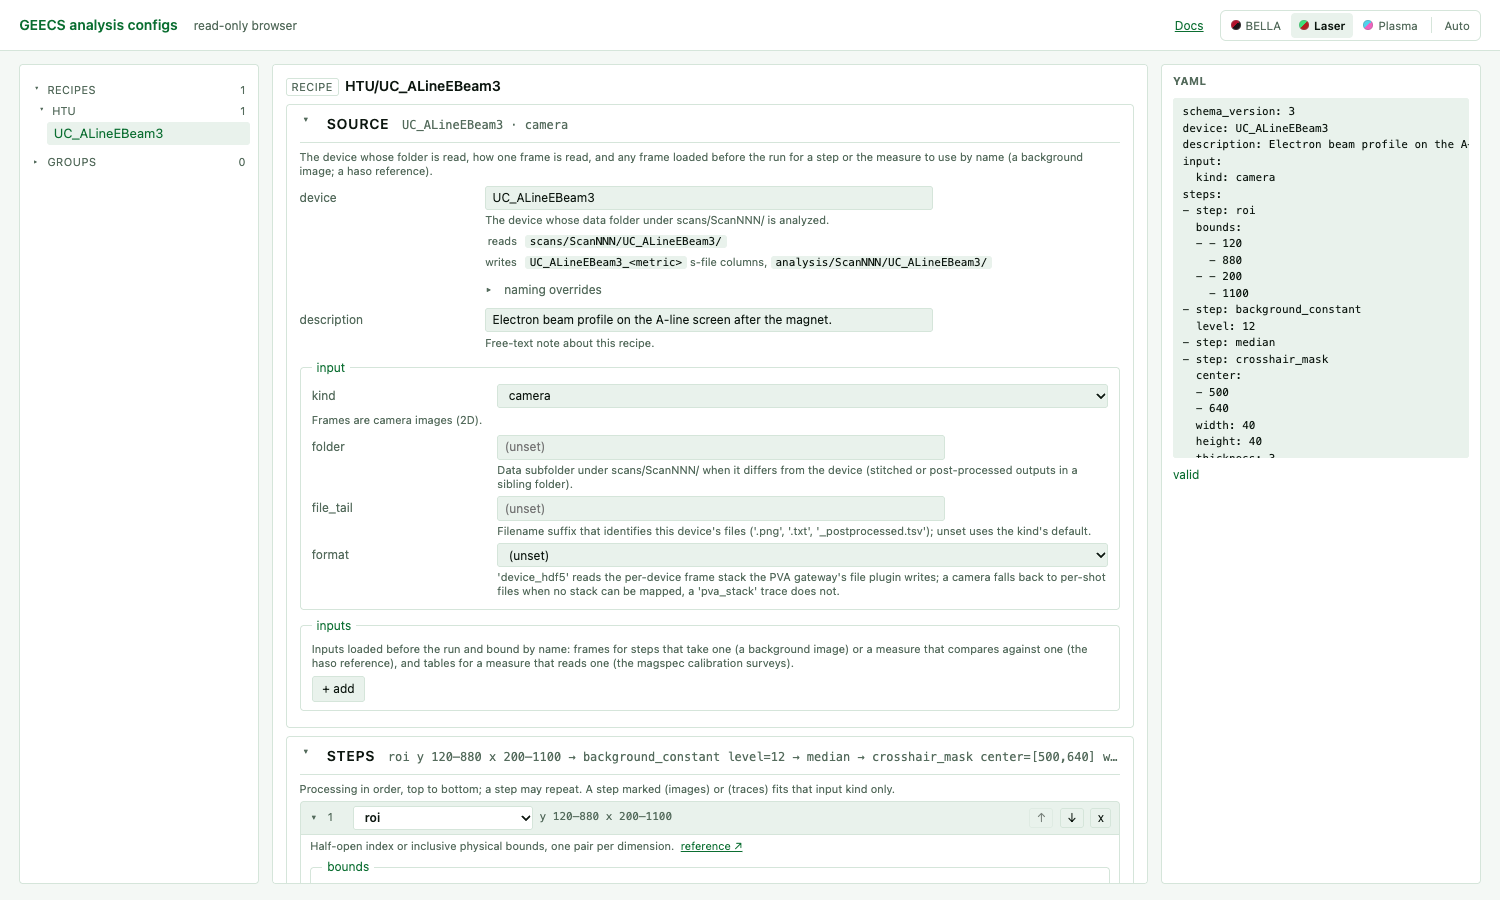 GEECS analysis configs read-only browser Docs BELLA Laser Plasma Auto
RECIPES 1
HTU 1
UC_ALineEBeam3
GROUPS 0
RECIPE HTU/UC_ALineEBeam3
SOURCE UC_ALineEBeam3 · camera
The device whose folder is read, how one frame is read, and any frame loaded before the run for a step or the measure to use by name (a background
image; a haso reference).
device UC_ALineEBeam3
The device whose data folder under scans/ScanNNN/ is analyzed.
reads scans/ScanNNN/UC_ALineEBeam3/
writes UC_ALineEBeam3_<metric> s-file columns, analysis/ScanNNN/UC_ALineEBeam3/
naming overrides
description Electron beam profile on the A-line screen after the magnet.
Free-text note about this recipe.
input
kind camera
Frames are camera images (2D).
folder (unset)
Data subfolder under scans/ScanNNN/ when it differs from the device (stitched or post-processed outputs in a
sibling folder).
file_tail (unset)
Filename suffix that identifies this device's files ('.png', '.txt', '_postprocessed.tsv'); unset uses the kind's default.
format (unset)
'device_hdf5' reads the per-device frame stack the PVA gateway's file plugin writes; a camera falls back to per-shot
files when no stack can be mapped, a 'pva_stack' trace does not.
inputs
Inputs loaded before the run and bound by name: frames for steps that take one (a background image) or a measure that compares against one (the
haso reference), and tables for a measure that reads one (the magspec calibration surveys).
+ add
STEPS roi y 120–880 x 200–1100 → background_constant level=12 → median → crosshair_mask center=[500,640] w…
Processing in order, top to bottom; a step may repeat. A step marked (images) or (traces) fits that input kind only.
1 roi y 120–880 x 200–1100 ↑ ↓ x
Half-open index or inclusive physical bounds, one pair per dimension. reference ↗
bounds
YAML
schema_version: 3
device: UC_ALineEBeam3
description: Electron beam profile on the A-
input:
  kind: camera
steps:
- step: roi
  bounds:
  - - 120
    - 880
  - - 200
    - 1100
- step: background_constant
  level: 12
- step: median
- step: crosshair_mask
  center:
  - 500
  - 640
  width: 40
  height: 40
  thickness: 3
valid